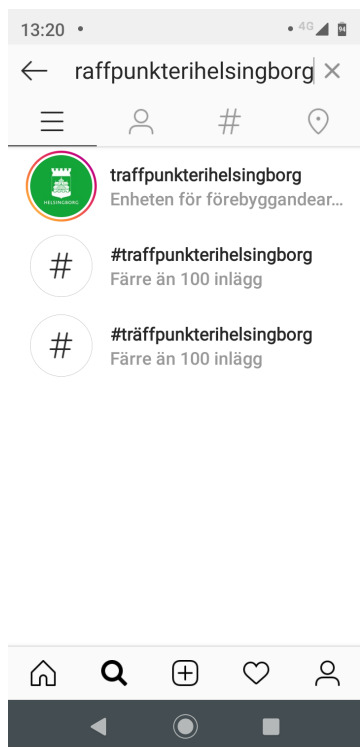 13:20
4G
94
raffpunkterihelsingborg
#
HELSINGBORG
traffpunkterihelsingborg
Enheten för förebyggandear...
#
#traffpunkterihelsingborg
Färre än 100 inlägg
#
#träffpunkterihelsingborg
Färre än 100 inlägg